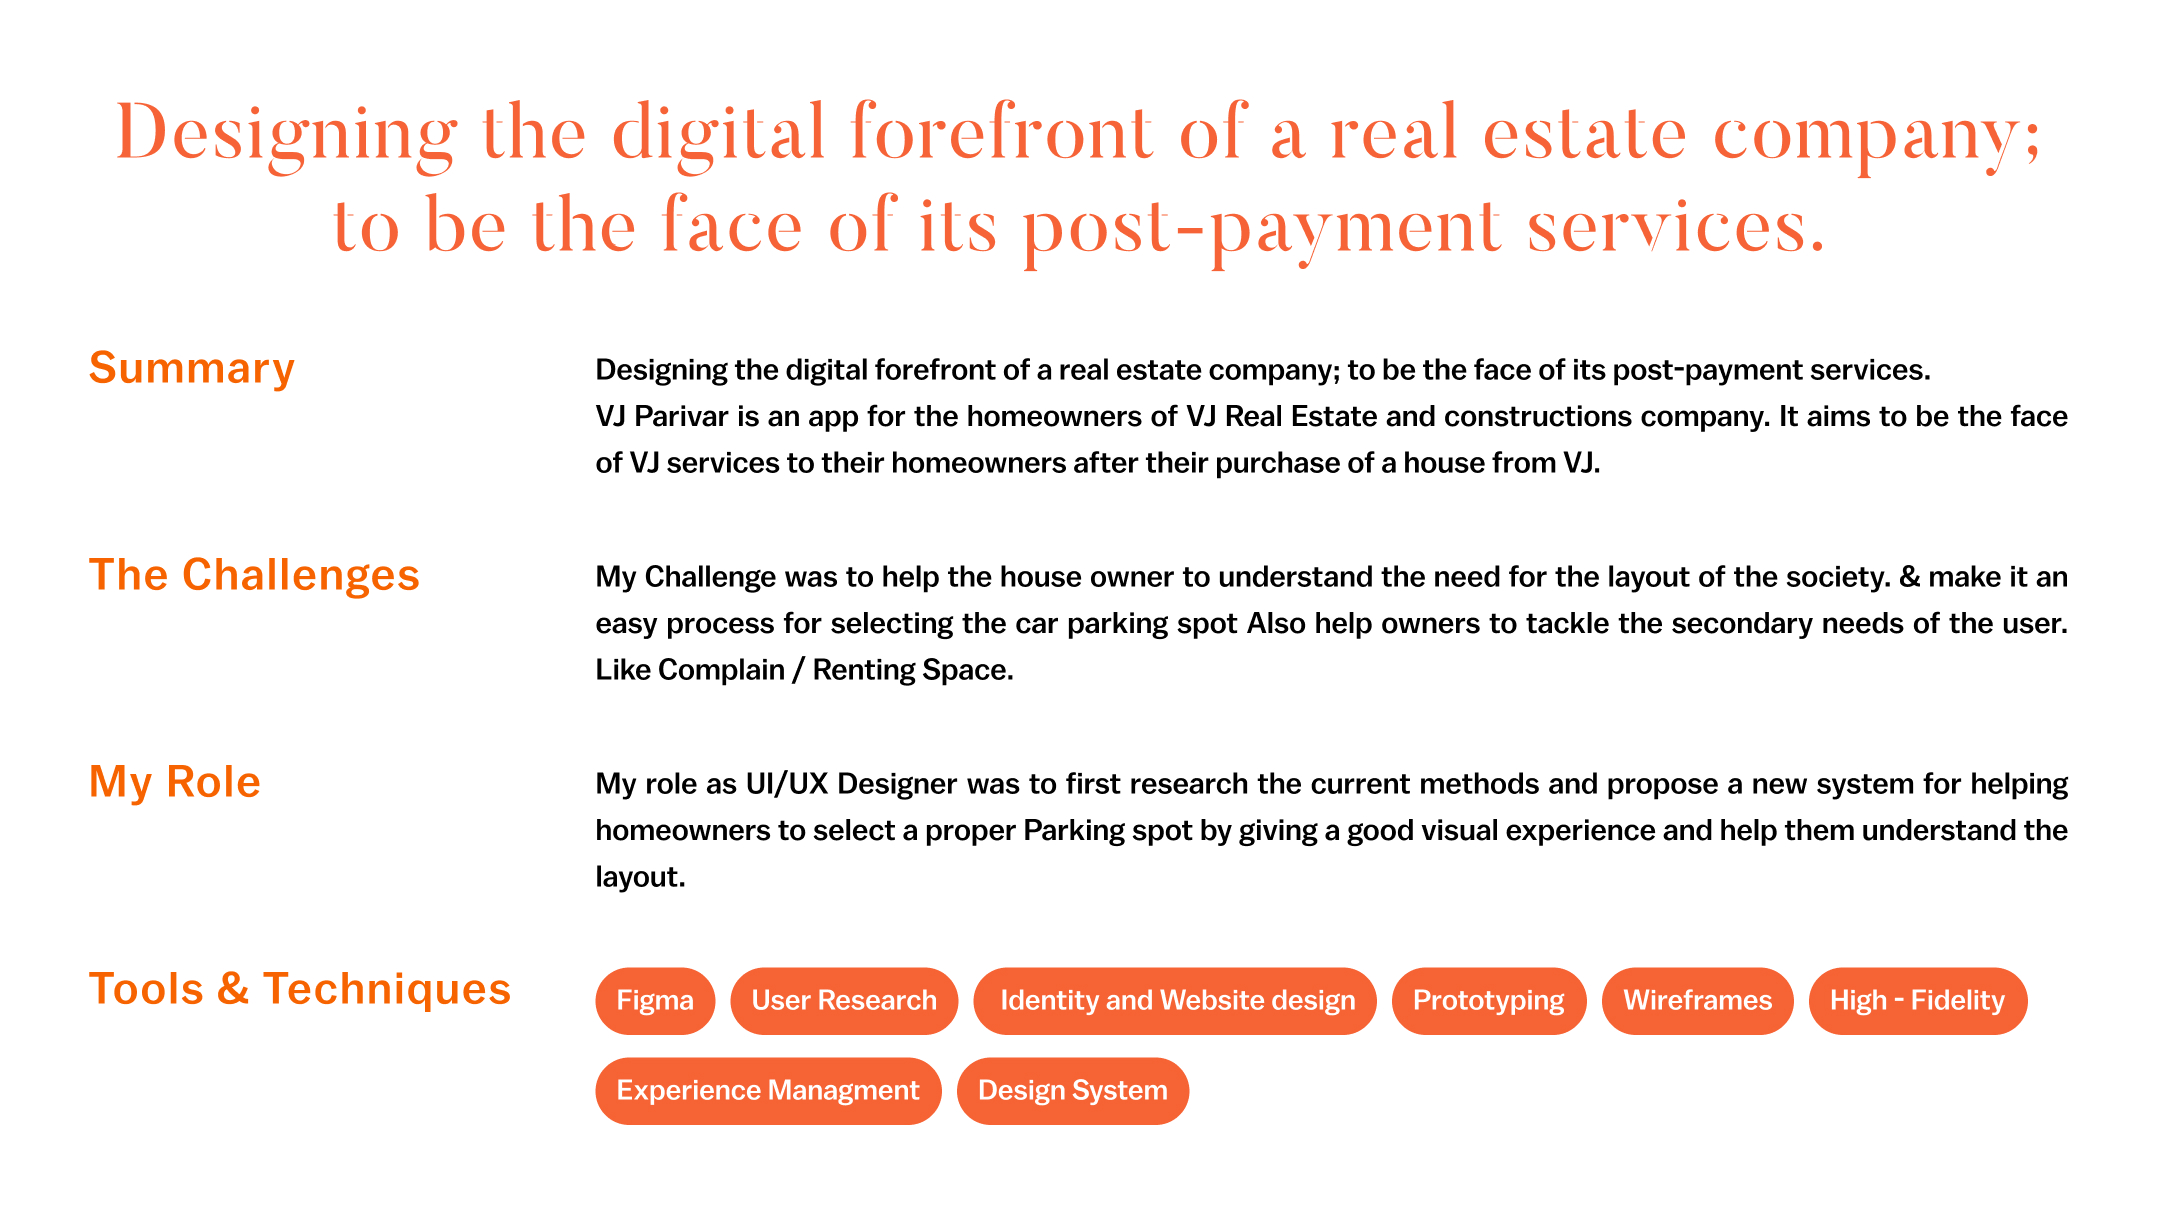 Designing the digital forefront of a real estate company;
to be the face of its post-payment services.
Summary
Designing the digital forefront of a real estate company; to be the face of its post-payment services.
VJ Parivar is an app for the homeowners of VJ Real Estate and constructions company. It aims to be the face
of VJ services to their homeowners after their purchase of a house from VJ.
The Challenges
My Challenge was to help the house owner to understand the need for the layout of the society. & make it an
easy process for selecting the car parking spot Also help owners to tackle the secondary needs of the user.
Like Complain / Renting Space.
My Role
My role as UI/UX Designer was to first research the current methods and propose a new system for helping
homeowners to select a proper Parking spot by giving a good visual experience and help them understand the
layout.
Tools & Techniques
Figma User Research Identity and Website design Prototyping Wireframes High - Fidelity
Experience Managment Design System